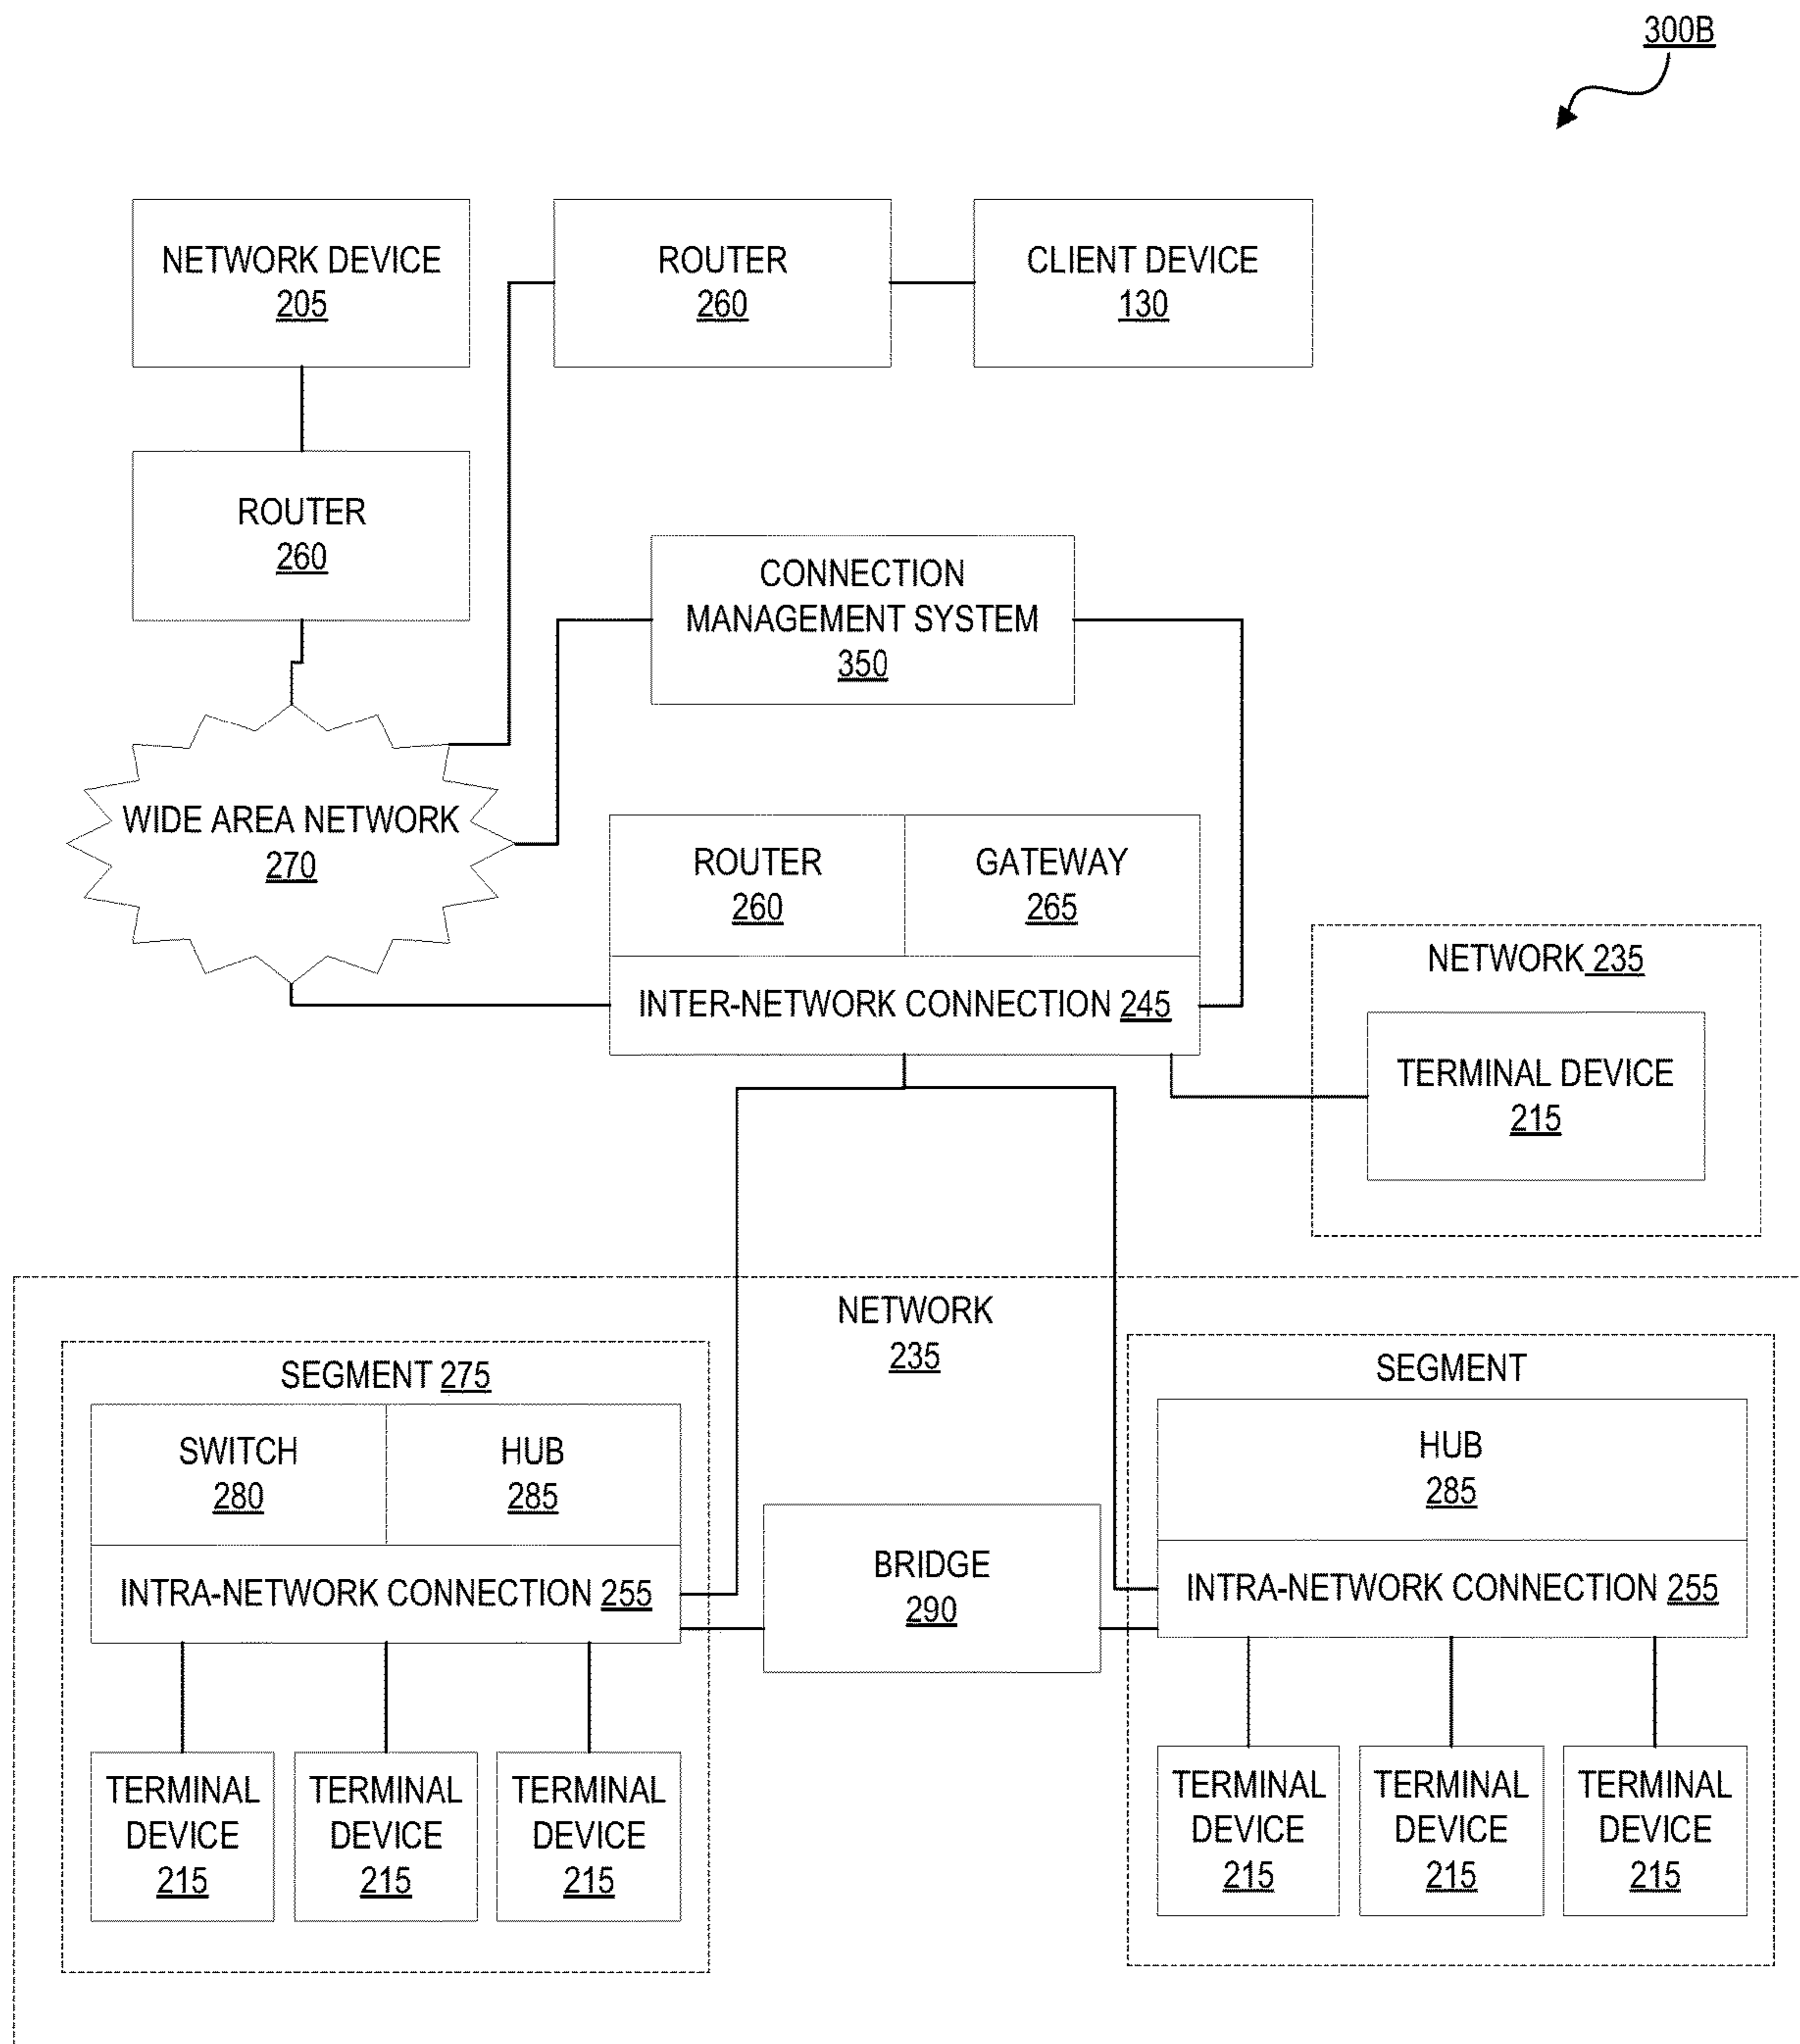 300B
NETWORK DEVICE
205
ROUTER
260
CLIENT DEVICE
130
ROUTER
260
CONNECTION
MANAGEMENT SYSTEM
350
WIDE AREA NETWORK
270
ROUTER
260
GATEWAY
265
INTER-NETWORK CONNECTION 245
NETWORK 235
TERMINAL DEVICE
215
NETWORK
235
SEGMENT 275
SWITCH
280
HUB
285
INTRA-NETWORK CONNECTION 255
TERMINAL
DEVICE
215
TERMINAL
DEVICE
215
TERMINAL
DEVICE
215
BRIDGE
290
SEGMENT
HUB
285
INTRA-NETWORK CONNECTION 255
TERMINAL
DEVICE
215
TERMINAL
DEVICE
215
TERMINAL
DEVICE
215